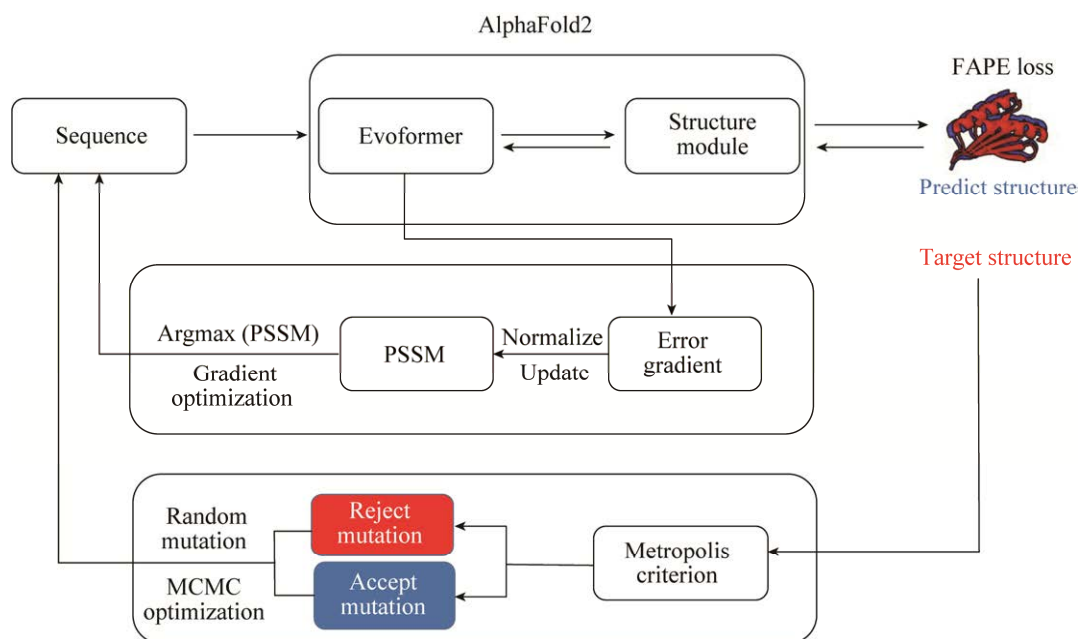 AlphaFold2
FAPE loss
Sequence
Evoformer
Structure
module
Predict structure
Target structure
Argmax (PSSM)
Gradient
optimization
PSSM
Normalize
Update
Error
gradient
Random
mutation
MCMC
optimization
Reject
mutation
Accept
mutation
Metropolis
criterion